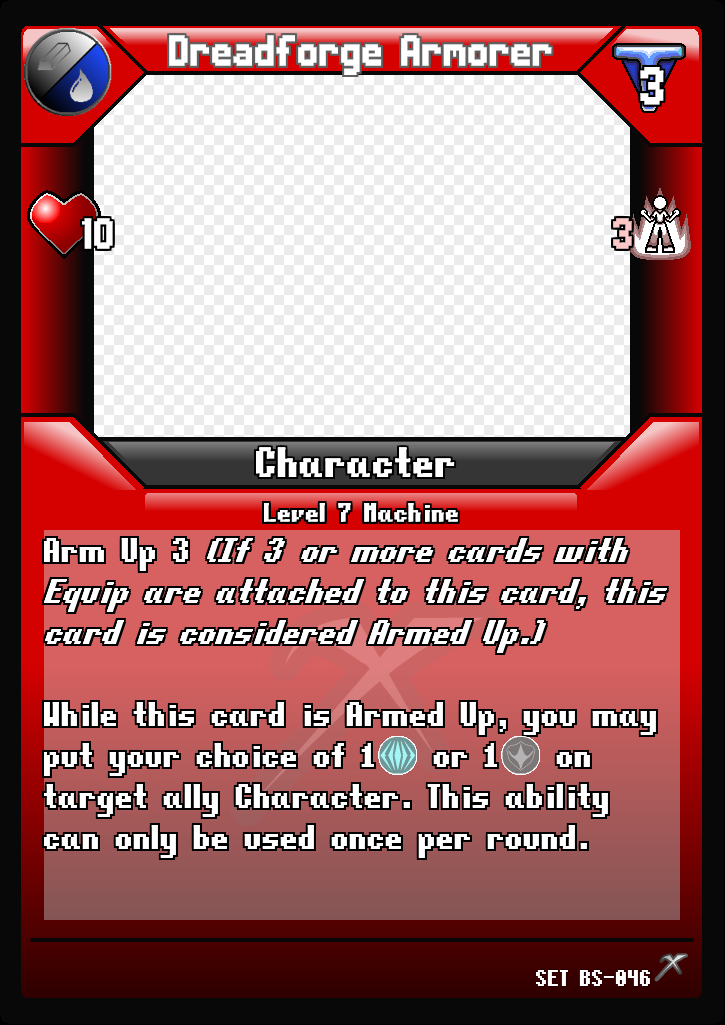 Dreadforge Armorer
3
10
3
Character
Level 7 Machine
Arm Up 3 (If 3 or more cards with
Equip are attached to this card, this
card is considered Armed Up.)
While this card is Armed Up, you may
put your choice of 1 or 1 on
target ally Character. This ability
can only be used once per round.
SET BS-046